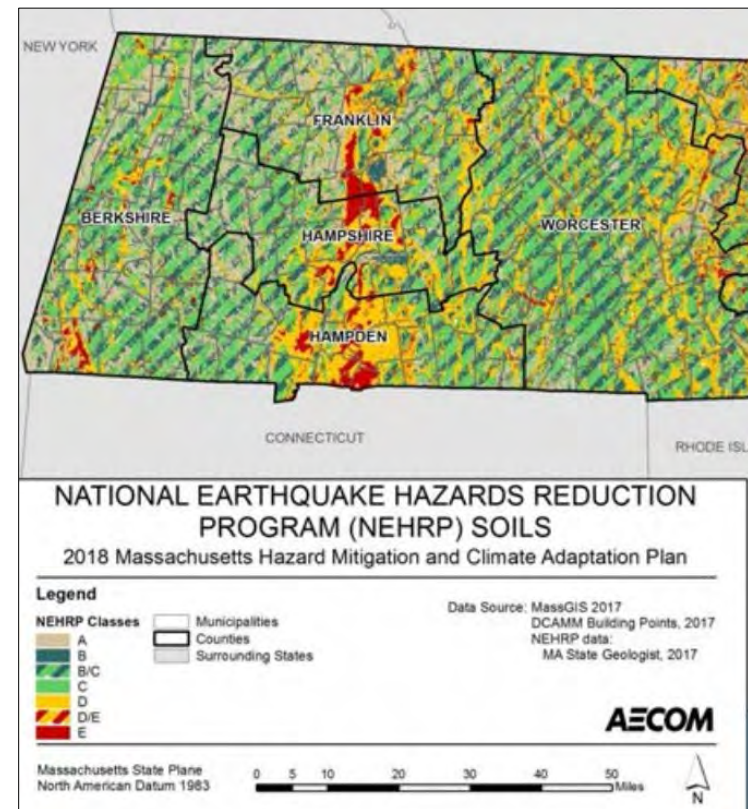 NEW YORK
FRANKLIN
BERKSHIRE
HAMPSHIRE
WORCESTER
HAMPDEN
CONNECTICUT
RHODE ISL
NATIONAL EARTHQUAKE HAZARDS REDUCTION
PROGRAM (NEHRP) SOILS
2018 Massachusetts Hazard Mitigation and Climate Adaptation Plan
Legend
NEHRP Classes
A
B
B/C
C
D
D/E
E
Municipalities
Counties
Surrounding States
Data Source: MassGIS 2017
DCAMM Building Points, 2017
NEHRP data:
MA State Geologist, 2017
AECOM
Massachusetts State Plane
North American Datum 1983
0 5 10 20 30 40 50
Miles
N